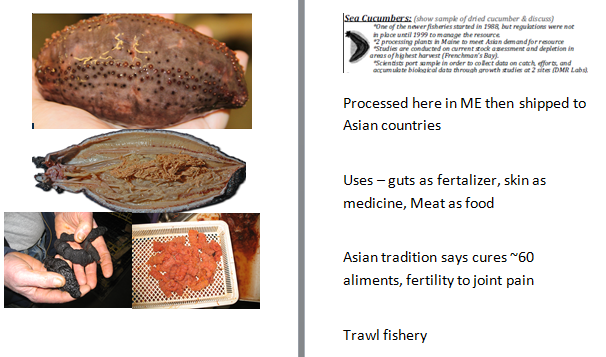 Sea Cucumbers: (show sample of dried cucumber & discuss)
*One of the newer fisheries started in 1988, but regulations were not
in place until 1999 to manage the resource.
*2 processing plants in Maine to meet Asian demand for resource
*Studies are conducted on current stock assessment and depletion in
areas of highest harvest (Frenchman's Bay).
*Scientists port sample in order to collect data on catch, efforts, and
accumulate biological data through growth studies at 2 sites (DMR Labs).
Processed here in ME then shipped to
Asian countries
Uses – guts as fertalizer, skin as
medicine, Meat as food
Asian tradition says cures ~60
aliments, fertility to joint pain
Trawl fishery